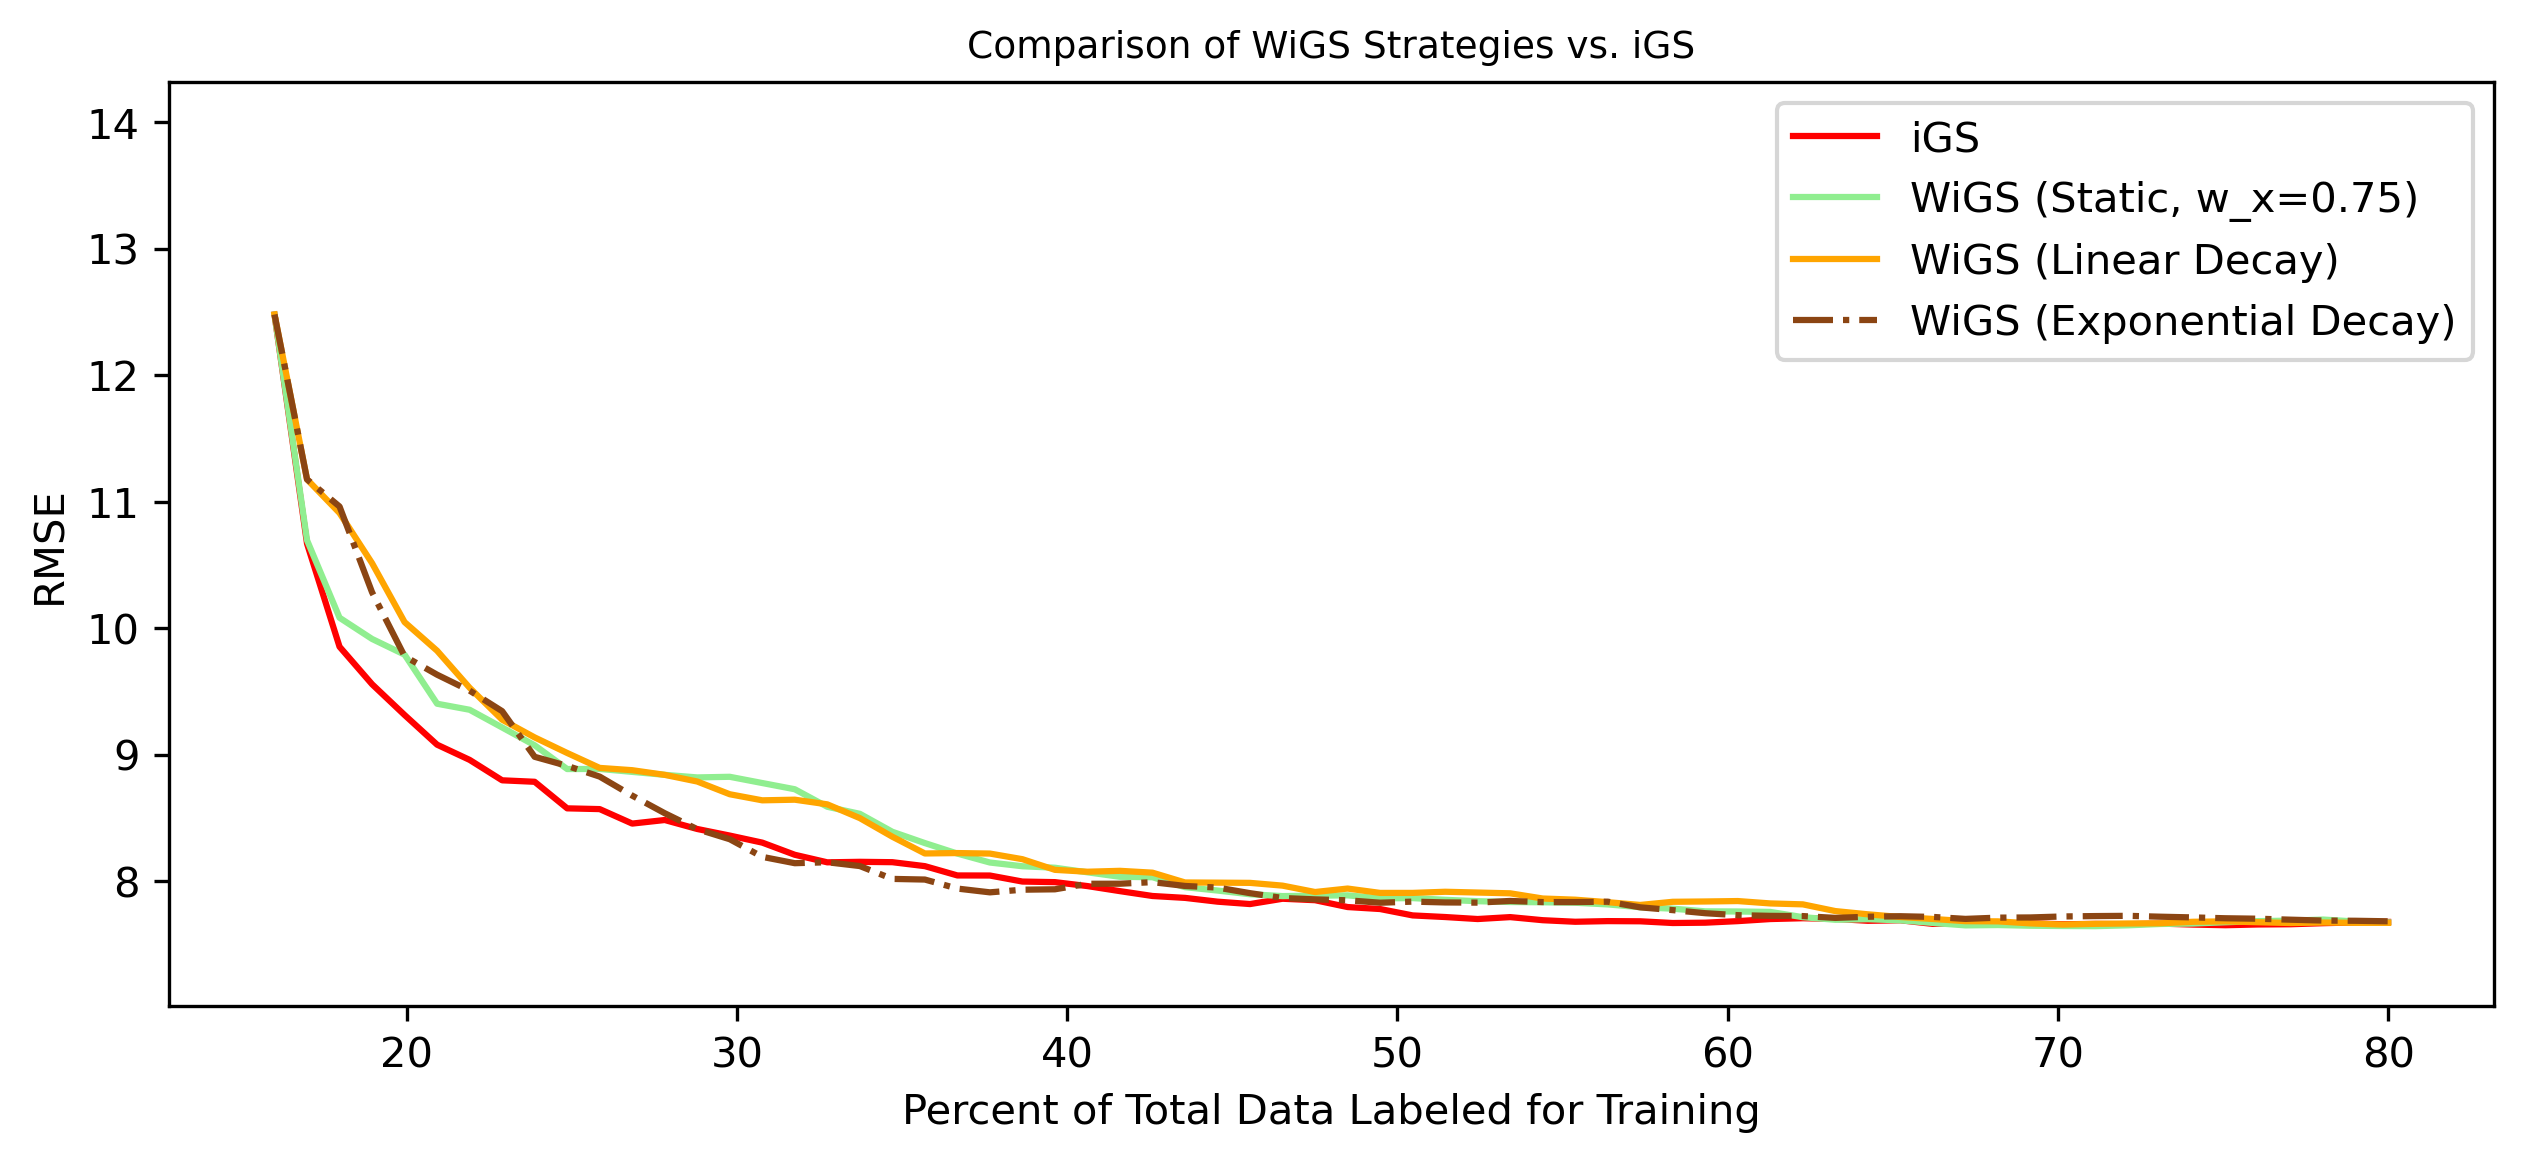 Comparison of WiGS Strategies vs. iGS
14
13
12
11
10
9
8
RMSE
iGS
WiGS (Static, w_x=0.75)
WiGS (Linear Decay)
WiGS (Exponential Decay)
20 30 40 50 60 70 80
Percent of Total Data Labeled for Training